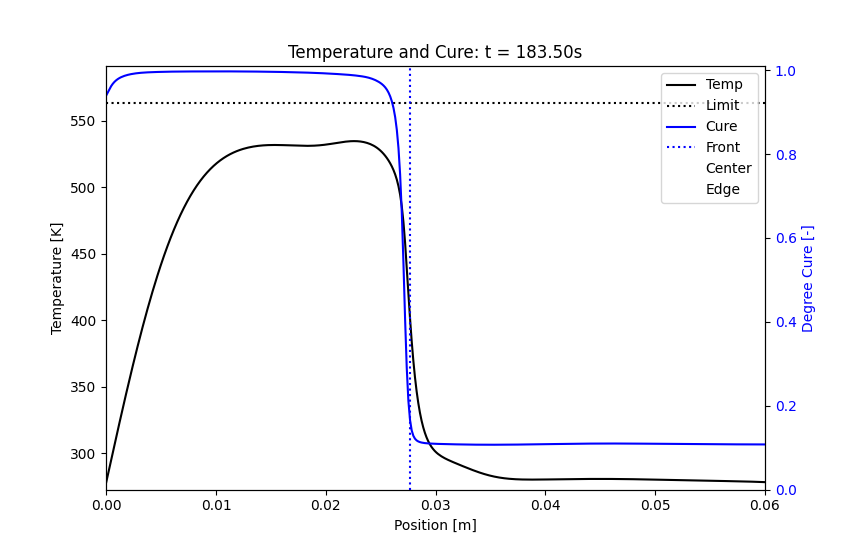 Temperature and Cure: t = 183.50s
Temp
Limit
Cure
Front
Center
Edge
Temperature [K]
550
500
450
400
350
300
1.0
0.8
0.6
0.4
0.2
0.0
Degree Cure [-]
0.00 0.01 0.02 0.03 0.04 0.05 0.06
Position [m]